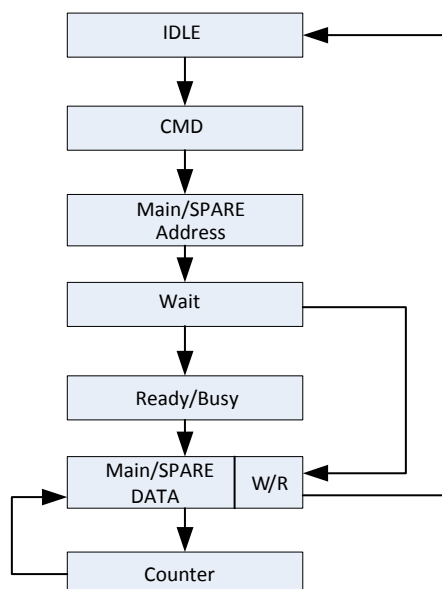 IDLE
CMD
Main/SPARE
Address
Wait
Ready/Busy
Main/SPARE
DATA
W/R
Counter